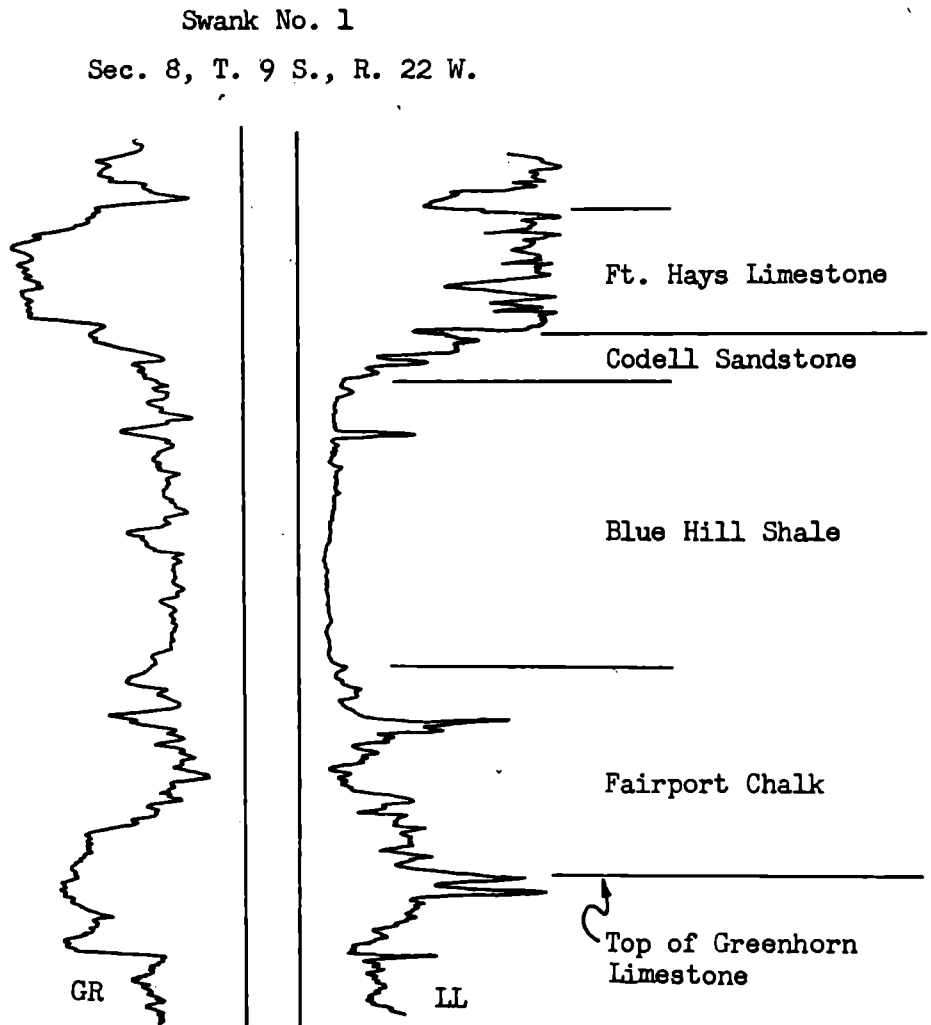 Swank No. 1
Sec. 8, T. 9 S., R. 22 W.
Ft. Hays Limestone
Codell Sandstone
Blue Hill Shale
Fairport Chalk
Top of Greenhorn
Limestone
GR
LL